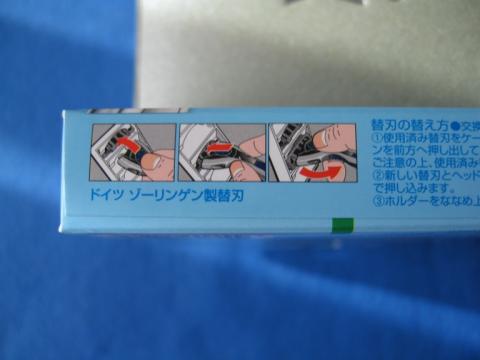 ドイツ ゾーリンゲン製替刃
替刃の替え方●交換
①使用済み替刃をケー
ンを前方へ押し出して
ご注意の上、使用済み
②新しい替刃とヘッド
で押し込みます。
③ホルダーをななめ上